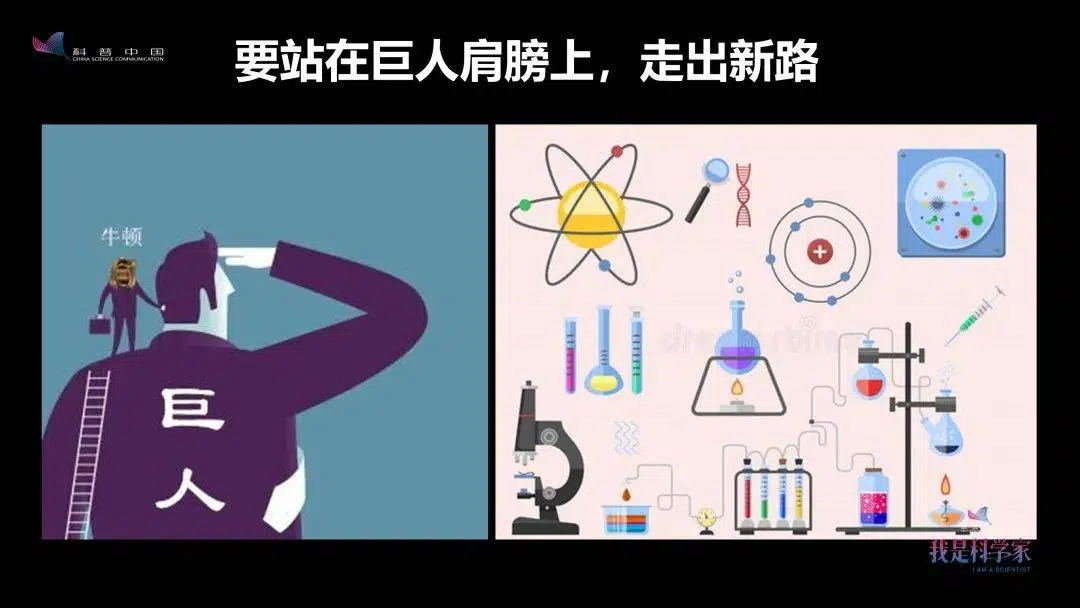 科普中国
CHINA SCIENCE COMMUNICATION
要站在巨人肩膀上，走出新路
牛顿
巨
人
+
我是科学家
I AM A SCIENTIST